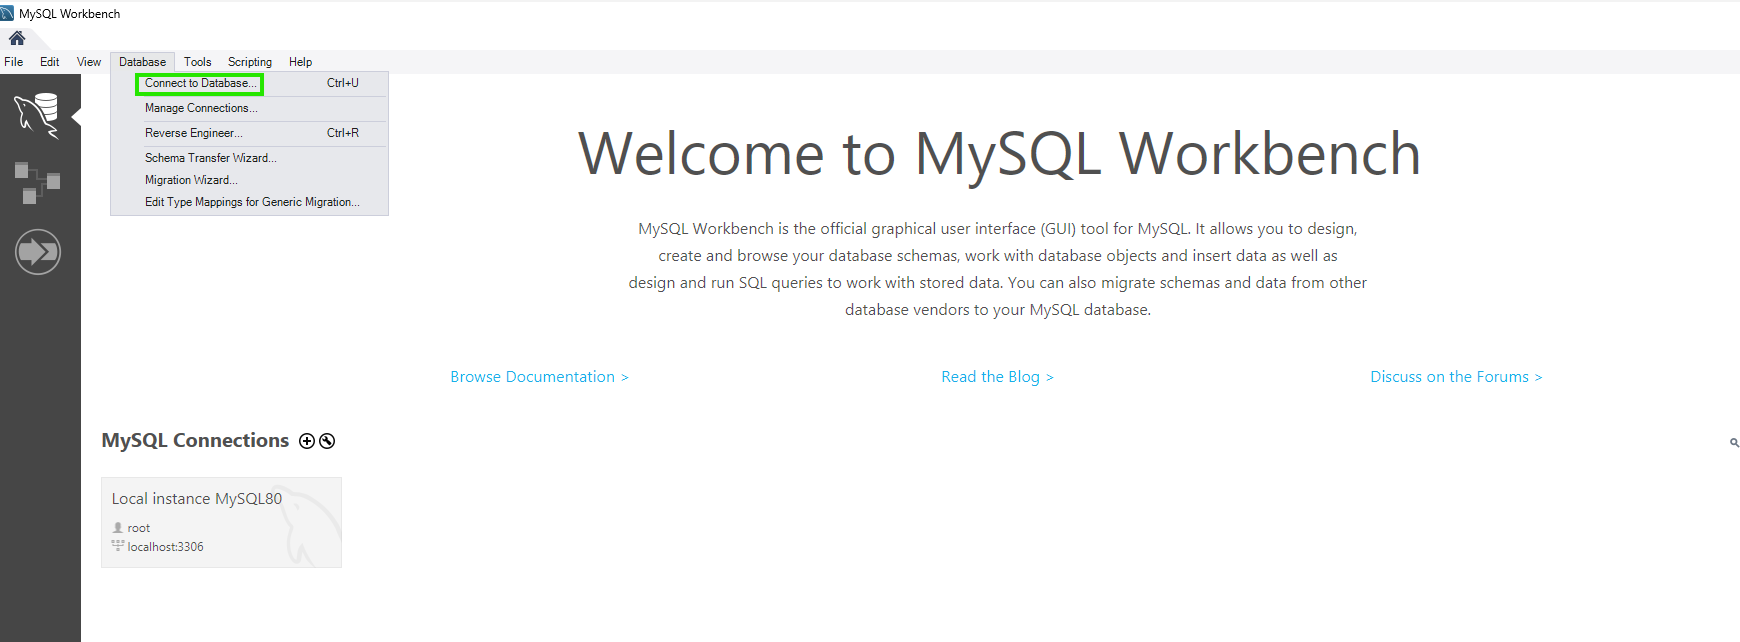 MySQL Workbench
File Edit View Database Tools Scripting Help
Connect to Database... Ctrl+U
Manage Connections...
Reverse Engineer... Ctrl+R
Schema Transfer Wizard...
Migration Wizard...
Edit Type Mappings for Generic Migration...
Welcome to MySQL Workbench
MySQL Workbench is the official graphical user interface (GUI) tool for MySQL. It allows you to design,
create and browse your database schemas, work with database objects and insert data as well as
design and run SQL queries to work with stored data. You can also migrate schemas and data from other
database vendors to your MySQL database.
Browse Documentation > Read the Blog > Discuss on the Forums >
MySQL Connections
Local instance MySQL80
root
localhost:3306